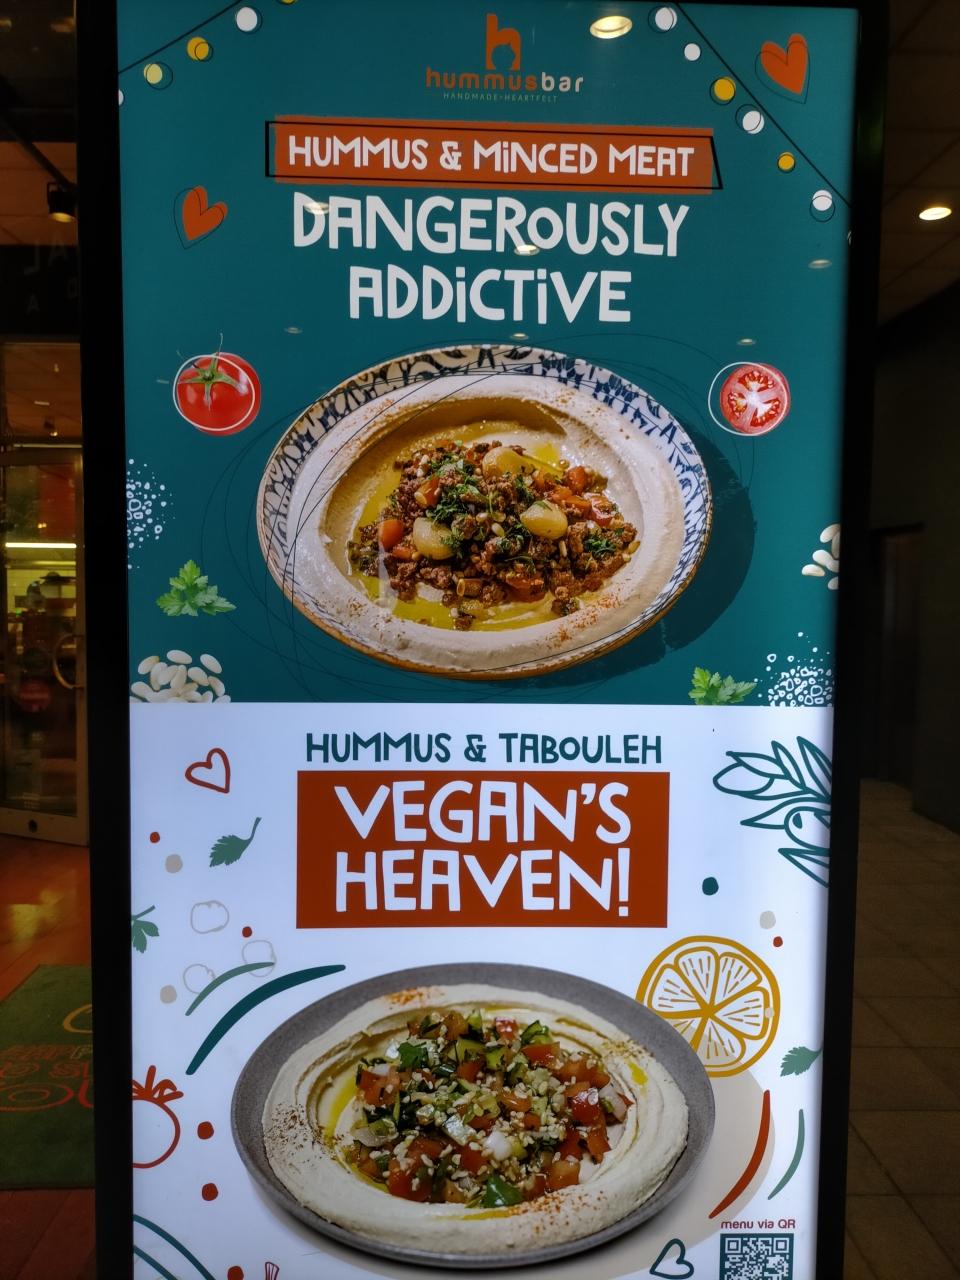 hummusbar
HANDMADE•HEARTFELT
HUMMUS & MiNCED MEAT
DANGEROUSLY
ADDiCTiVE
HUMMUS & TABOULEH
VEGAN'S
HEAVEN!
menu via QR